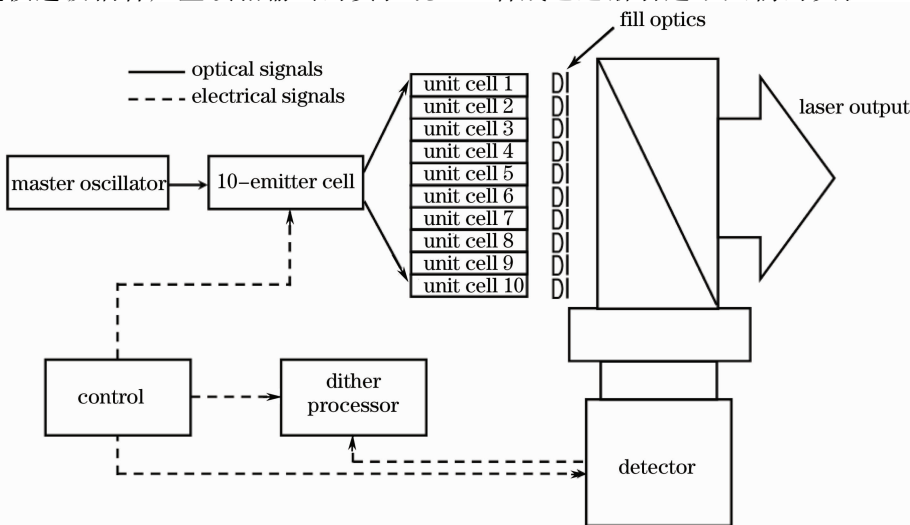 fill optics
optical signals
electrical signals
unit cell 1
unit cell 2
unit cell 3
unit cell 4
unit cell 5
unit cell 6
unit cell 7
unit cell 8
unit cell 9
unit cell 10
laser output
master oscillator
10-emitter cell
control
dither
processor
detector